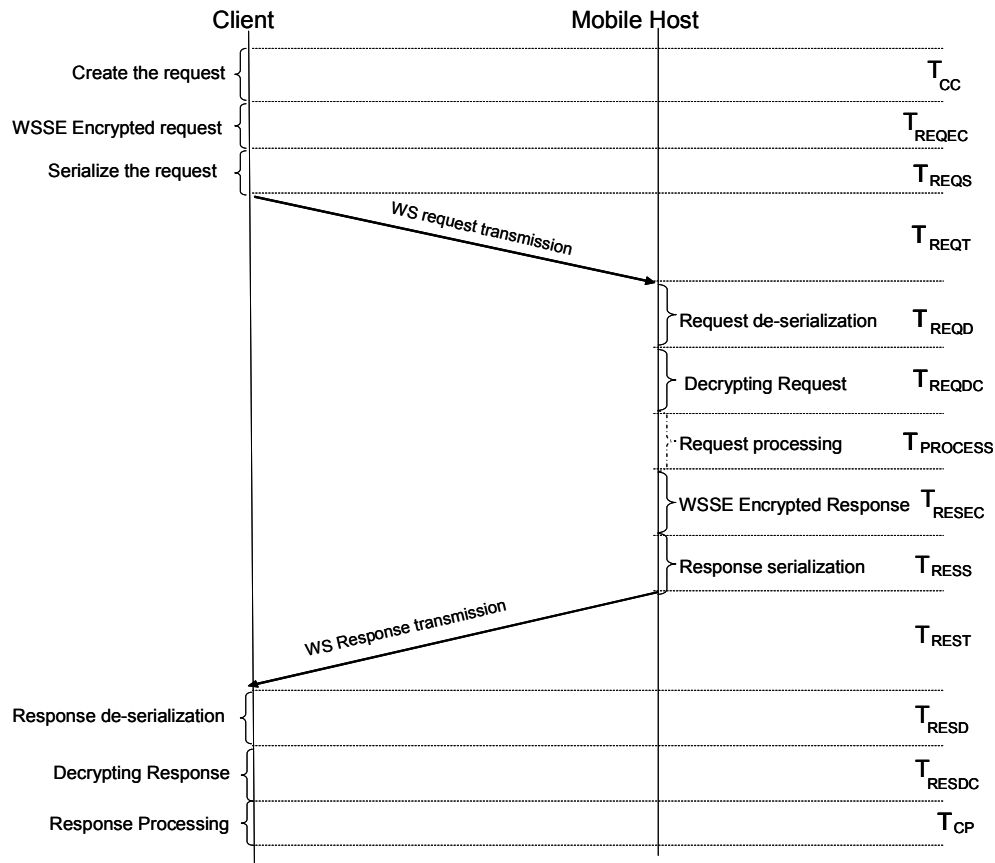 Client Mobile Host
Create the request T_CC
WSSE Encrypted request T_REQEC
Serialize the request T_REQS
WS request transmission T_REQT
Request de-serialization T_REQD
Decrypting Request T_REQDC
Request processing T_PROCESS
WSSE Encrypted Response T_RESEC
Response serialization T_RESS
WS Response transmission T_REST
Response de-serialization T_RESD
Decrypting Response T_RESDC
Response Processing T_CP